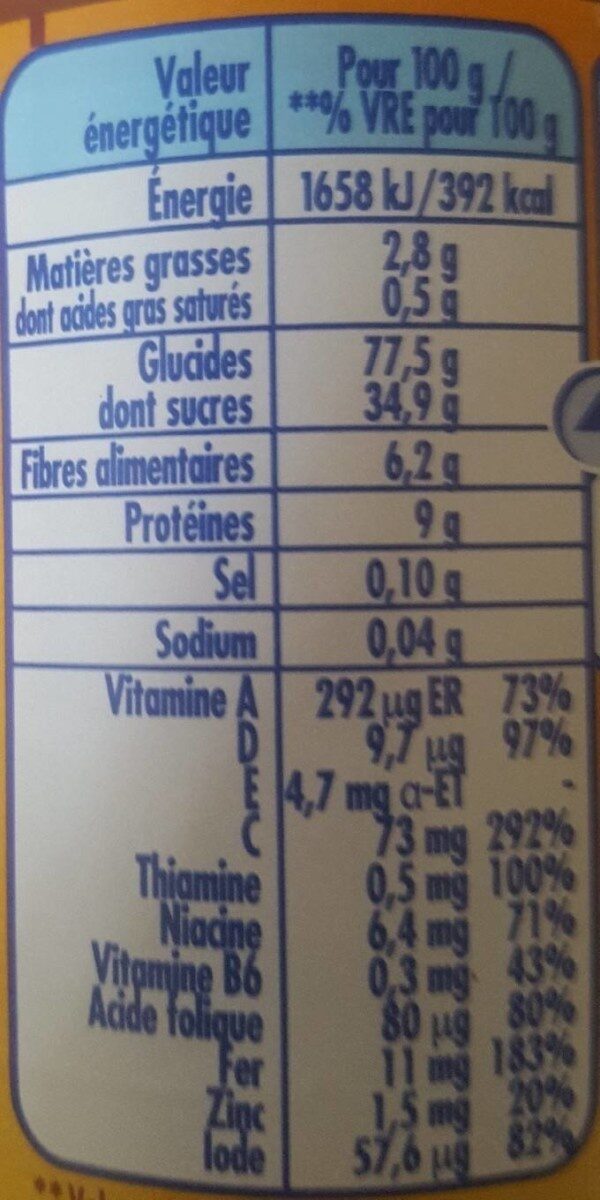 Valeur énergétique
Pour 100 g /
**% VRE pour 100 g
Énergie 1658 kJ/392 kcal
Matières grasses 2,8 g
dont acides gras saturés 0,5 g
Glucides 77,5 g
dont sucres 34,9 g
Fibres alimentaires 6,2 g
Protéines 9 g
Sel 0,10 g
Sodium 0,04 g
Vitamine A 292 µg ER 73%
D 9,7 µg 97%
E 4,7 mg α-ET -
C 73 mg 292%
Thiamine 0,5 mg 100%
Niacine 6,4 mg 71%
Vitamine B6 0,3 mg 43%
Acide folique 80 µg 80%
Fer 11 mg 183%
Zinc 1,5 mg 20%
Iode 57,6 µg 82%